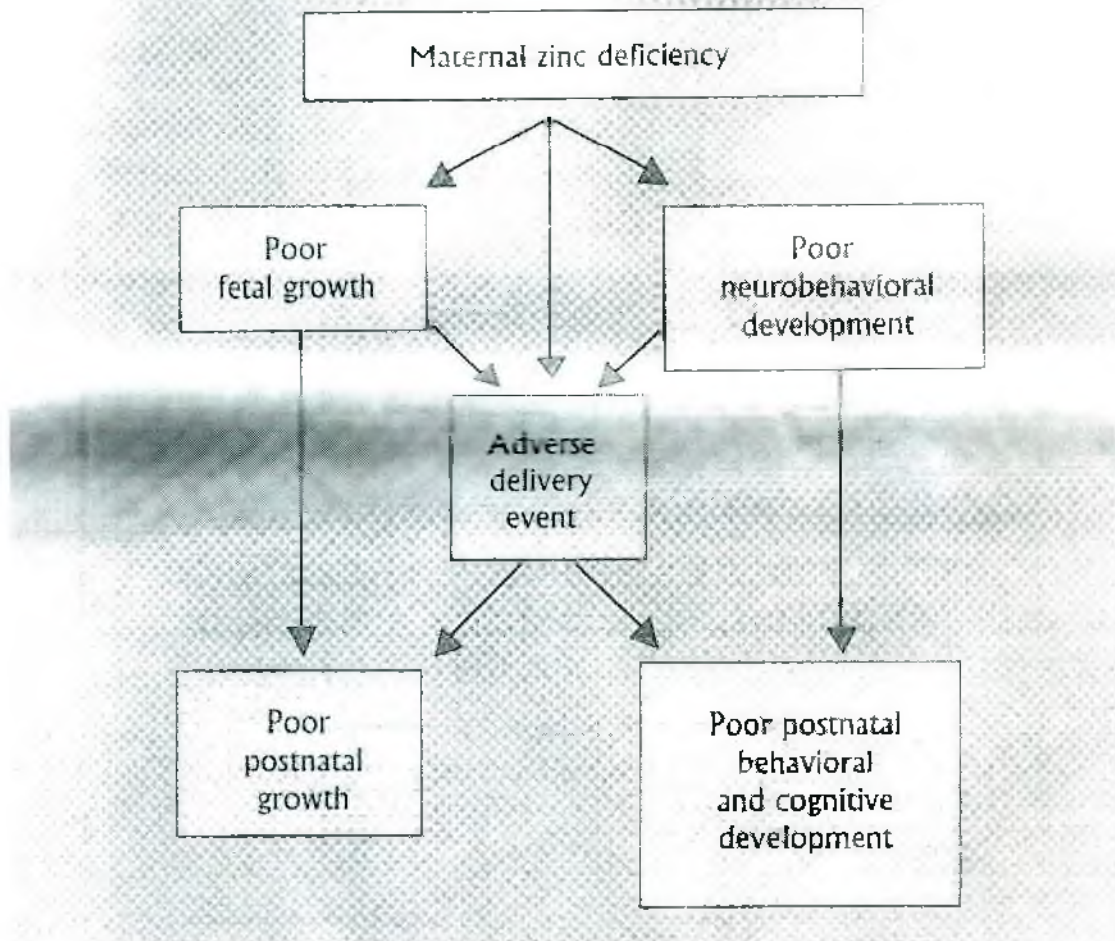 Maternal zinc deficiency
Poor
fetal growth
Poor
neurobehavioral
development
Adverse
delivery
event
Poor
postnatal
growth
Poor postnatal
behavioral
and cognitive
development